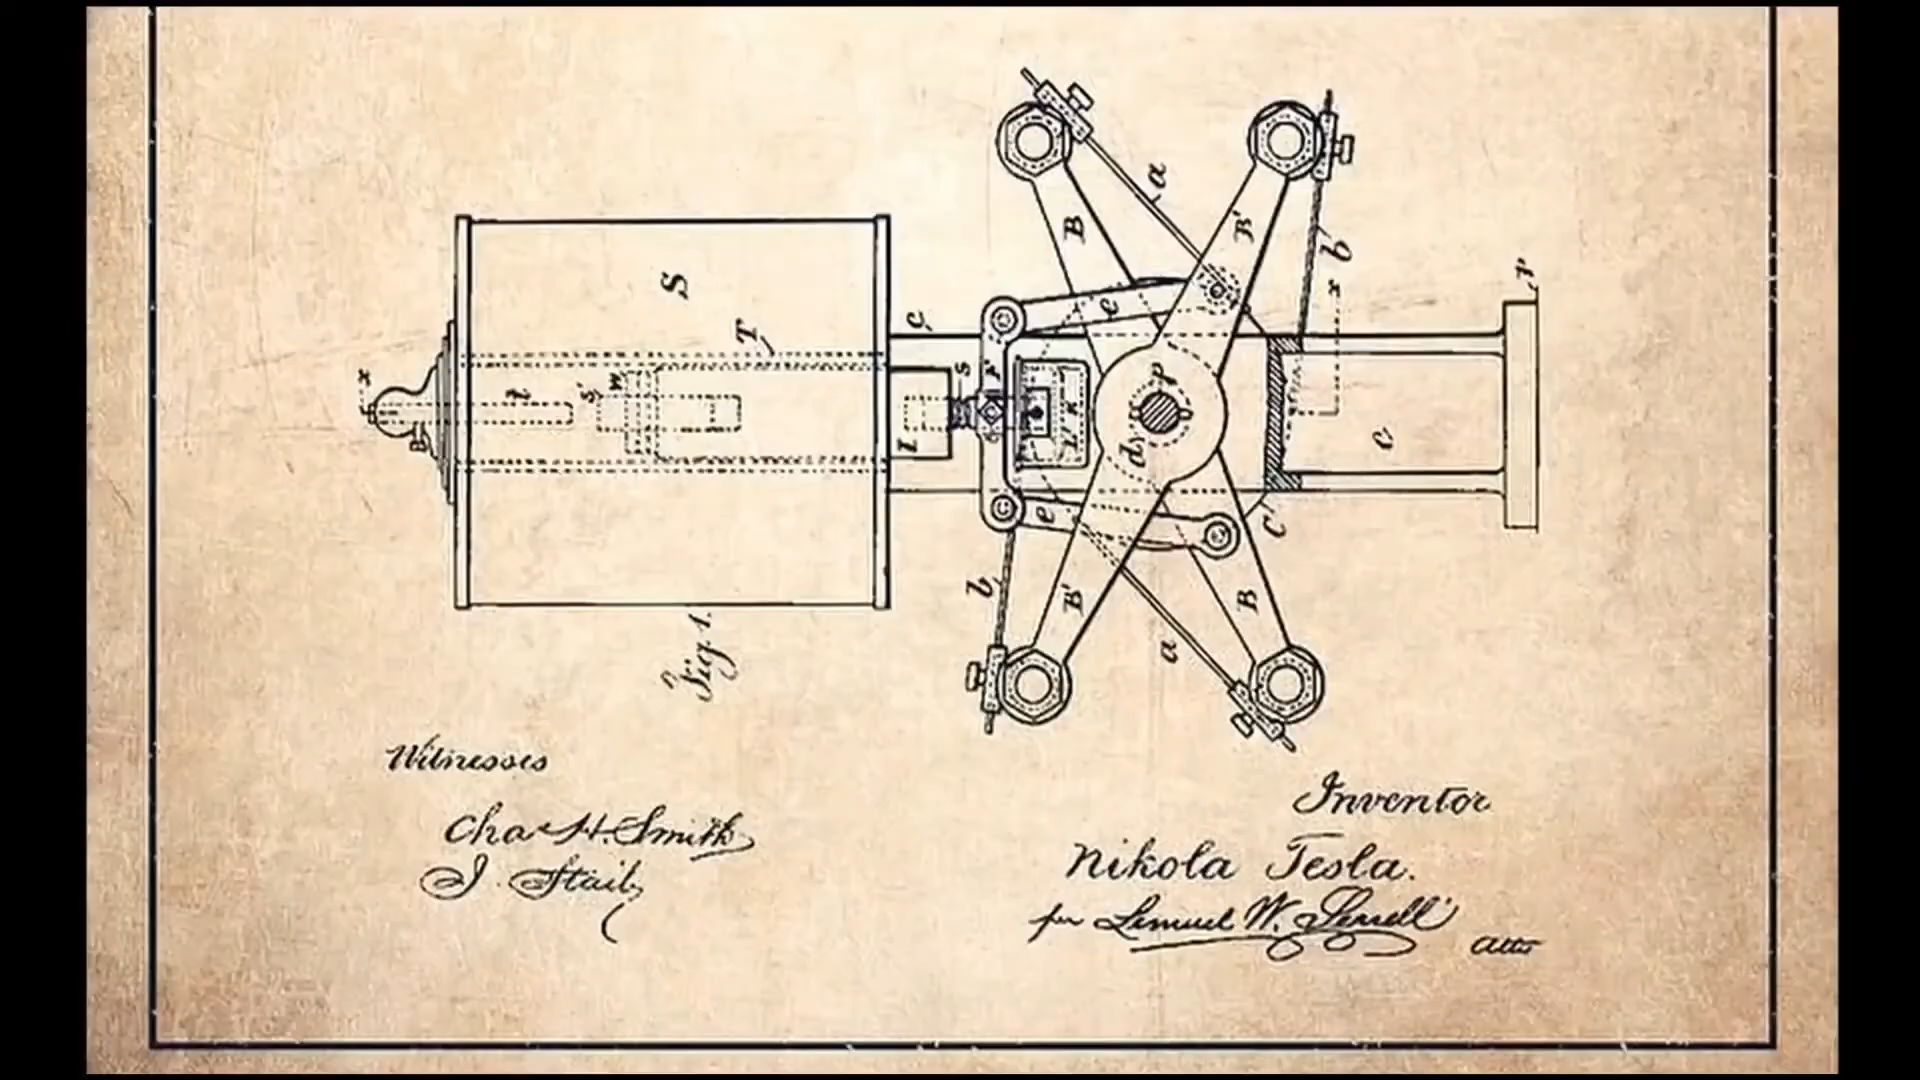 a
B
B'
b
r
S
e
c
T
x
x
t
s'
w
s
F
p
I
L'
K
d
c
e
C
b
B'
B
a
Fig. 1.
Witnesses
Chas. H. Smith
J. Stail
Inventor
Nikola Tesla.
per Lemuel W. Serrell
atty